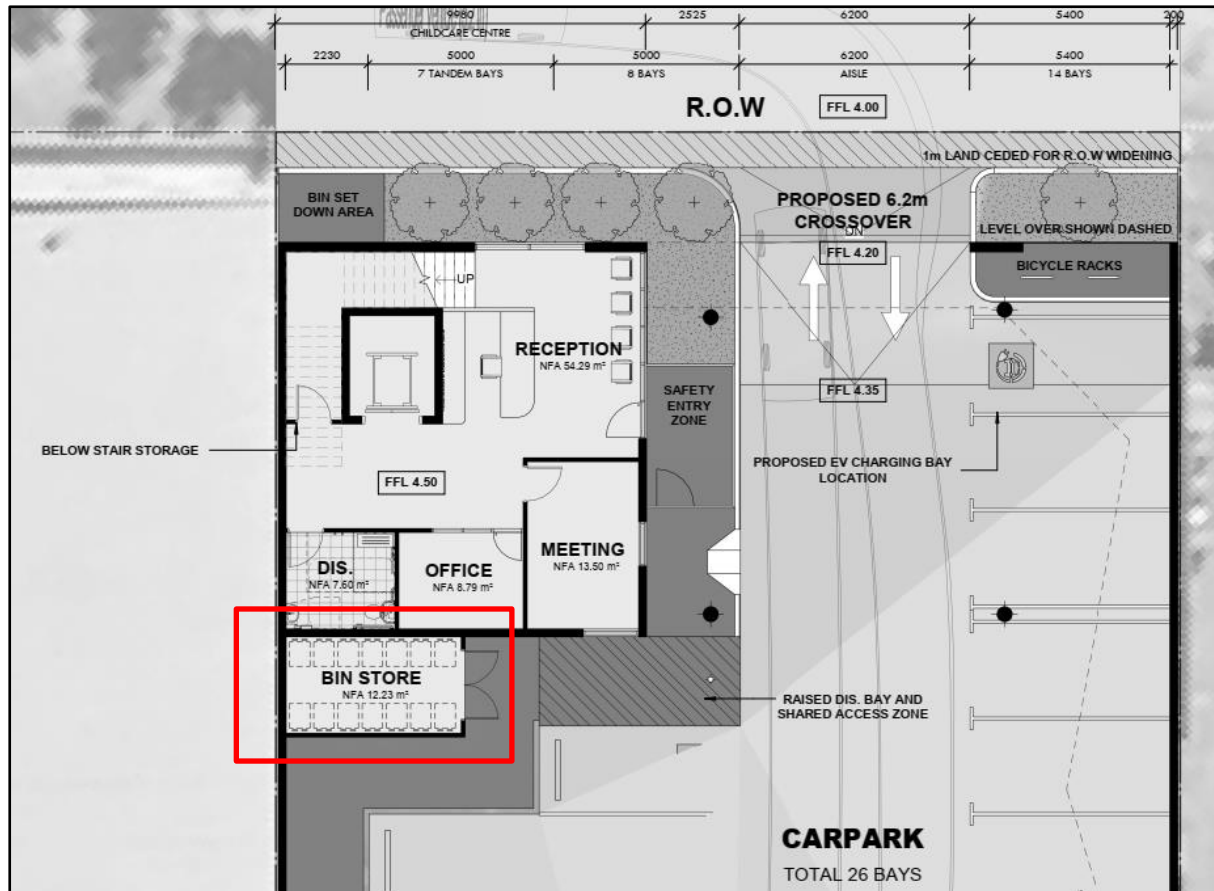 9980
2525
6200
5400
200
CHILDCARE CENTRE
2230
5000
5000
6200
5400
7 TANDEM BAYS
8 BAYS
AISLE
14 BAYS
R.O.W
FFL 4.00
1m LAND CEDED FOR R.O.W WIDENING
BIN SET
DOWN AREA
PROPOSED 6.2m
CROSSOVER
LEVEL OVER SHOWN DASHED
DN
FFL 4.20
BICYCLE RACKS
UP
RECEPTION
NFA 54.29 m²
SAFETY
ENTRY
ZONE
FFL 4.35
BELOW STAIR STORAGE
PROPOSED EV CHARGING BAY
LOCATION
FFL 4.50
DIS.
NFA 7.60 m²
OFFICE
NFA 8.79 m²
MEETING
NFA 13.50 m²
BIN STORE
NFA 12.23 m²
RAISED DIS. BAY AND
SHARED ACCESS ZONE
CARPARK
TOTAL 26 BAYS